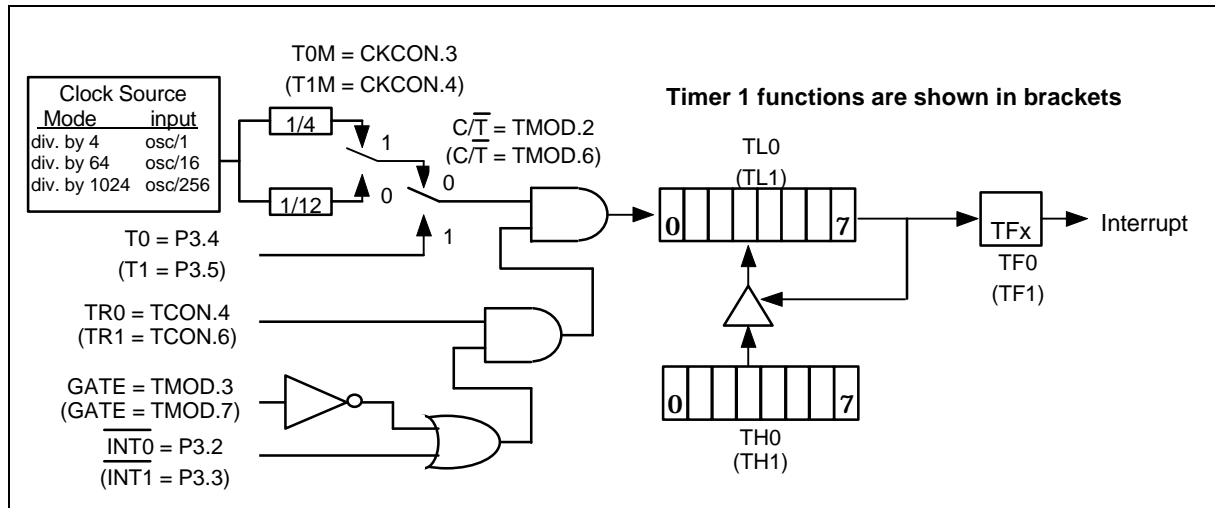 T0M = CKCON.3
(T1M = CKCON.4)
Clock Source
Mode input
div. by 4 osc/1
div. by 64 osc/16
div. by 1024 osc/256
1/4
1/12
1
0
C/T = TMOD.2
(C/T = TMOD.6)
0
1
T0 = P3.4
(T1 = P3.5)
TR0 = TCON.4
(TR1 = TCON.6)
GATE = TMOD.3
(GATE = TMOD.7)
INT0 = P3.2
(INT1 = P3.3)
Timer 1 functions are shown in brackets
TL0
(TL1)
0 7
TFx
Interrupt
TF0
(TF1)
0 7
TH0
(TH1)